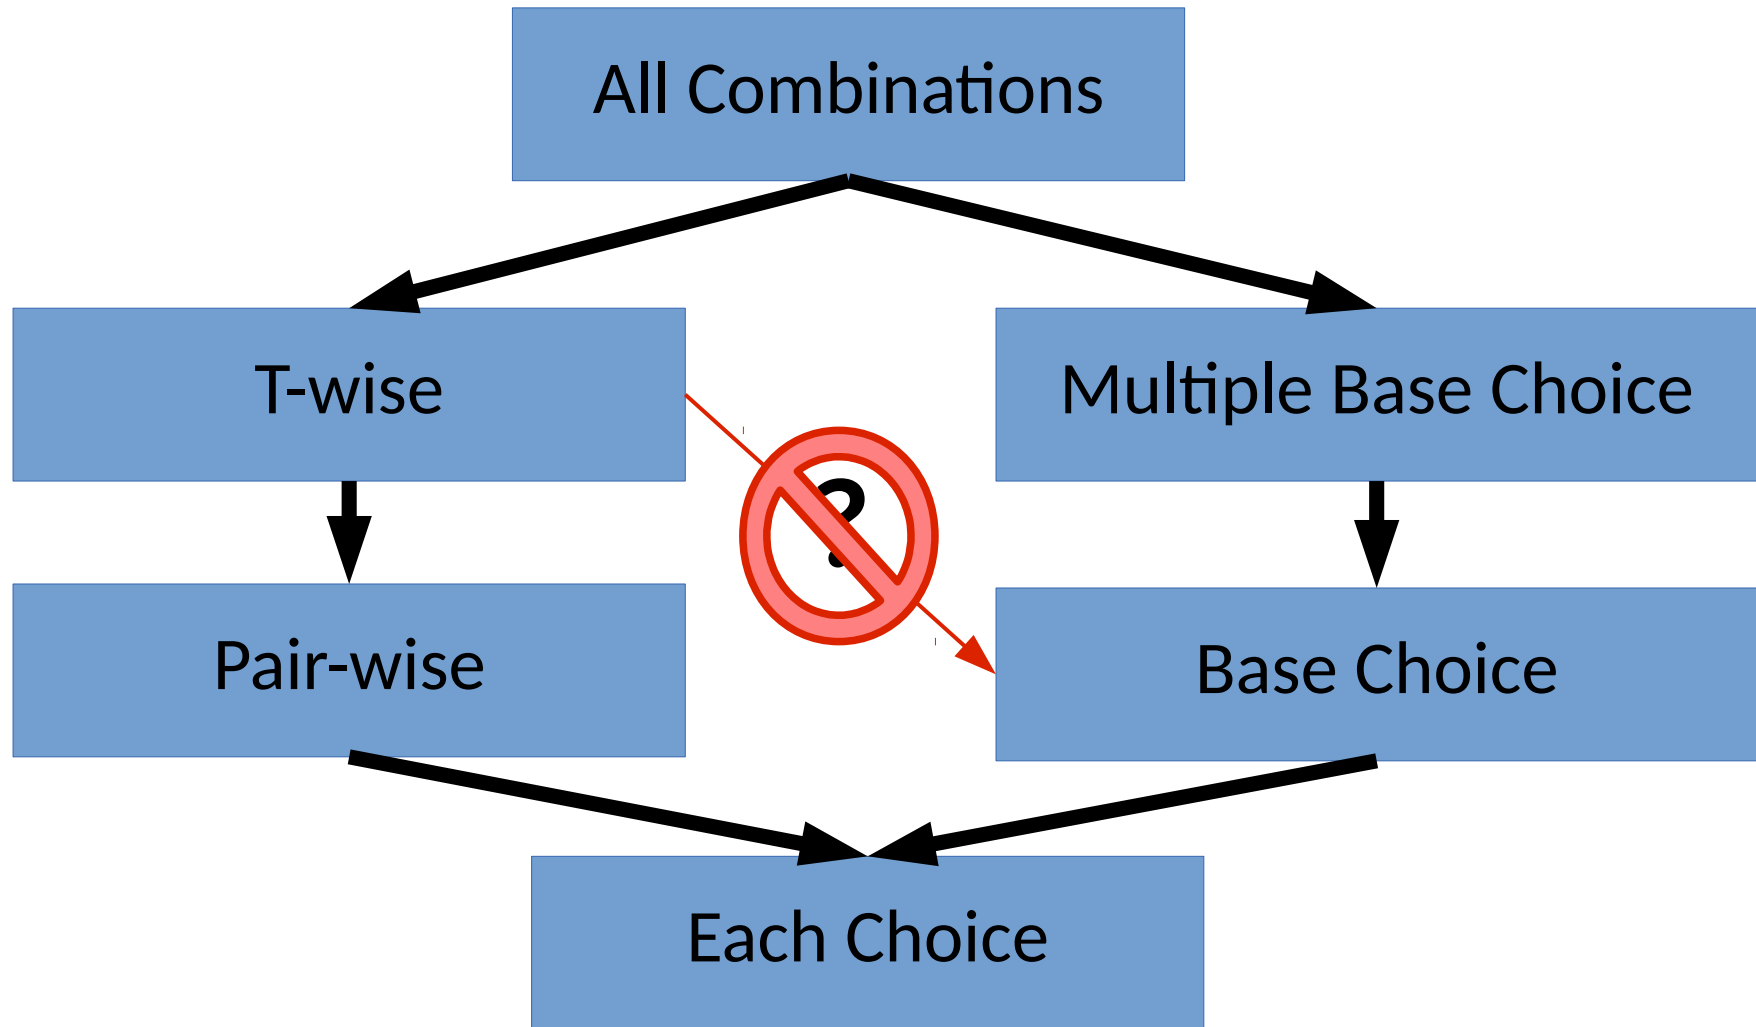 All Combinations
T-wise
Multiple Base Choice
?
Pair-wise
Base Choice
Each Choice